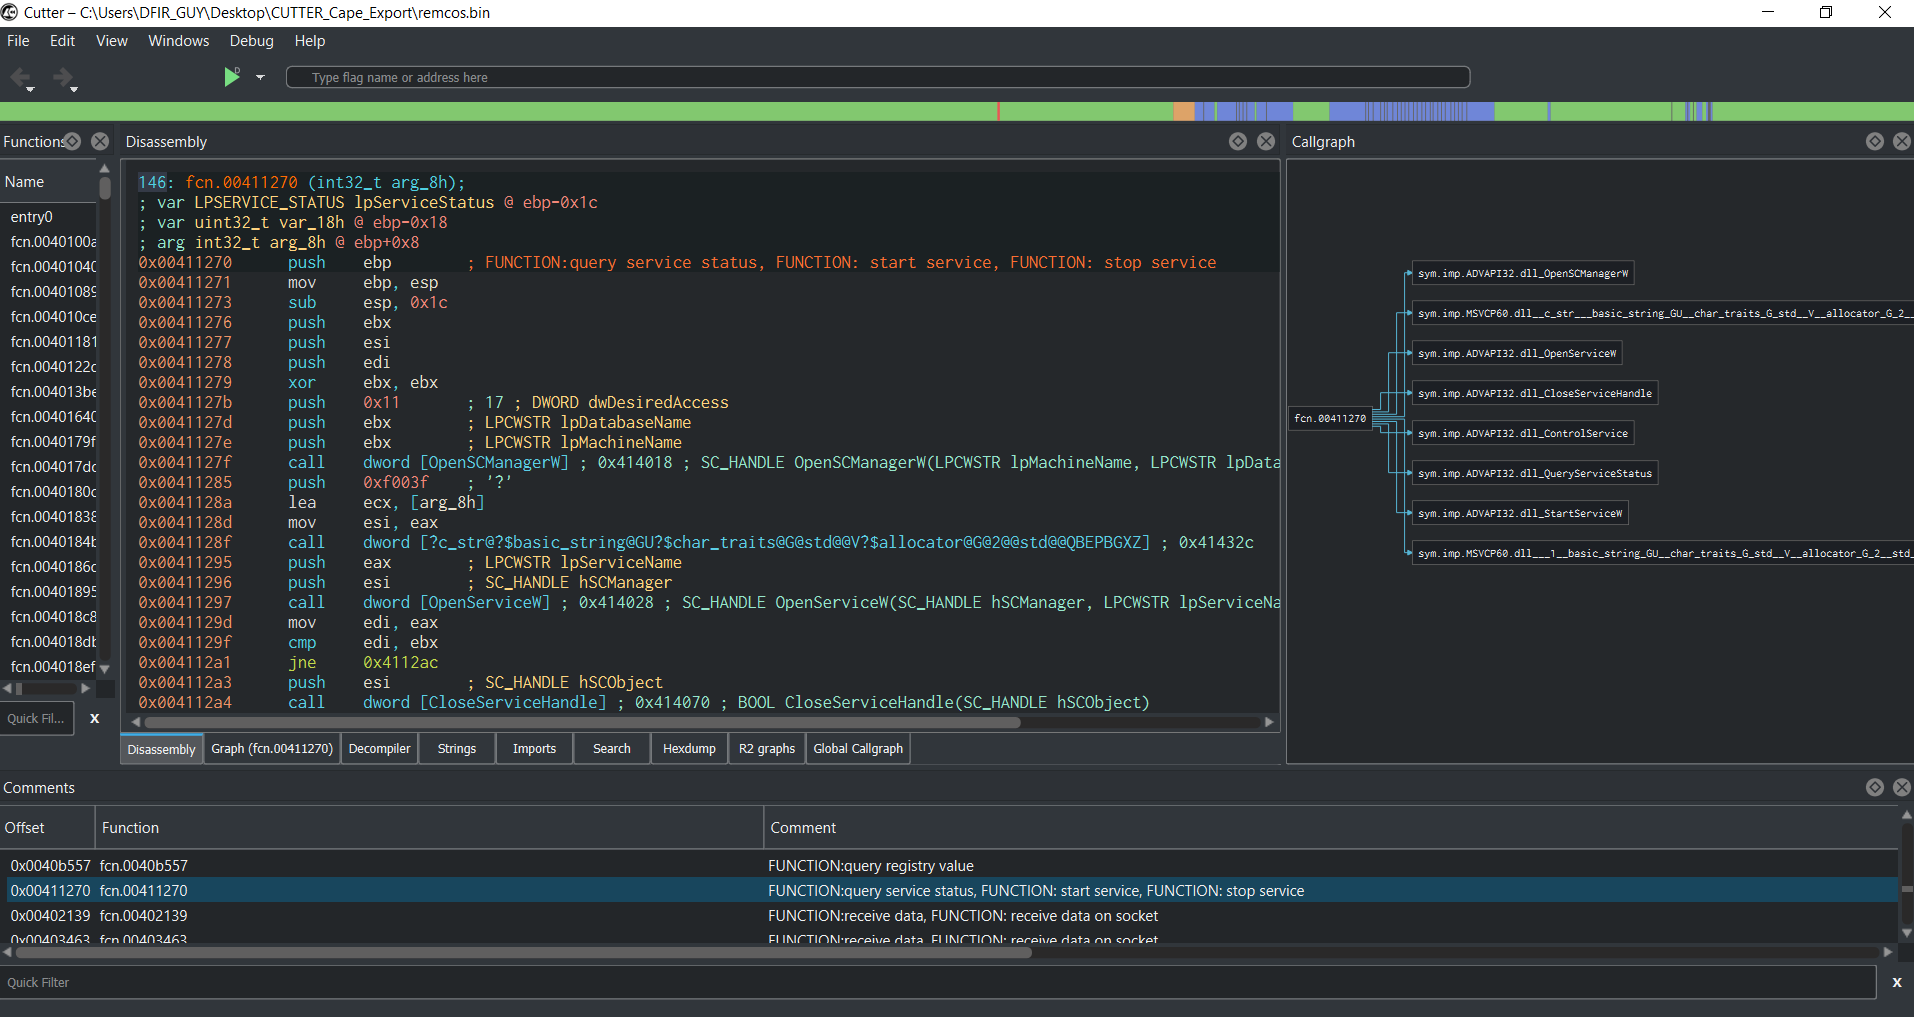 Cutter – C:\Users\DFIR_GUY\Desktop\CUTTER_Cape_Export\remcos.bin
File Edit View Windows Debug Help
Type flag name or address here
Functions
Name
entry0
fcn.0040100a
fcn.00401040
fcn.00401089
fcn.004010ce
fcn.00401181
fcn.0040122c
fcn.004013be
fcn.00401640
fcn.0040179f
fcn.004017dc
fcn.0040180c
fcn.00401838
fcn.0040184b
fcn.0040186c
fcn.00401895
fcn.004018c8
fcn.004018db
fcn.004018ef
Quick Fil... x
Disassembly
146: fcn.00411270 (int32_t arg_8h);
; var LPSERVICE_STATUS lpServiceStatus @ ebp-0x1c
; var uint32_t var_18h @ ebp-0x18
; arg int32_t arg_8h @ ebp+0x8
0x00411270 push ebp ; FUNCTION:query service status, FUNCTION: start service, FUNCTION: stop service
0x00411271 mov ebp, esp
0x00411273 sub esp, 0x1c
0x00411276 push ebx
0x00411277 push esi
0x00411278 push edi
0x00411279 xor ebx, ebx
0x0041127b push 0x11 ; 17 ; DWORD dwDesiredAccess
0x0041127d push ebx ; LPCWSTR lpDatabaseName
0x0041127e push ebx ; LPCWSTR lpMachineName
0x0041127f call dword [OpenSCManagerW] ; 0x414018 ; SC_HANDLE OpenSCManagerW(LPCWSTR lpMachineName, LPCWSTR lpData
0x00411285 push 0xf003f ; '?'
0x0041128a lea ecx, [arg_8h]
0x0041128d mov esi, eax
0x0041128f call dword [?c_str@?$basic_string@GU?$char_traits@G@std@@V?$allocator@G@2@@std@@QBEPBGXZ] ; 0x41432c
0x00411295 push eax ; LPCWSTR lpServiceName
0x00411296 push esi ; SC_HANDLE hSCManager
0x00411297 call dword [OpenServiceW] ; 0x414028 ; SC_HANDLE OpenServiceW(SC_HANDLE hSCManager, LPCWSTR lpServiceNa
0x0041129d mov edi, eax
0x0041129f cmp edi, ebx
0x004112a1 jne 0x4112ac
0x004112a3 push esi ; SC_HANDLE hSCObject
0x004112a4 call dword [CloseServiceHandle] ; 0x414070 ; BOOL CloseServiceHandle(SC_HANDLE hSCObject)
Disassembly Graph (fcn.00411270) Decompiler Strings Imports Search Hexdump R2 graphs Global Callgraph
Callgraph
sym.imp.ADVAPI32.dll_OpenSCManagerW
sym.imp.MSVCP60.dll__c_str___basic_string_GU__char_traits_G_std__V__allocator_G_2__
sym.imp.ADVAPI32.dll_OpenServiceW
sym.imp.ADVAPI32.dll_CloseServiceHandle
fcn.00411270
sym.imp.ADVAPI32.dll_ControlService
sym.imp.ADVAPI32.dll_QueryServiceStatus
sym.imp.ADVAPI32.dll_StartServiceW
sym.imp.MSVCP60.dll___1__basic_string_GU__char_traits_G_std__V__allocator_G_2__std_
Comments
Offset Function Comment
0x0040b557 fcn.0040b557 FUNCTION:query registry value
0x00411270 fcn.00411270 FUNCTION:query service status, FUNCTION: start service, FUNCTION: stop service
0x00402139 fcn.00402139 FUNCTION:receive data, FUNCTION: receive data on socket
0x00403463 fcn.00403463 FUNCTION:receive data, FUNCTION: receive data on socket
Quick Filter x